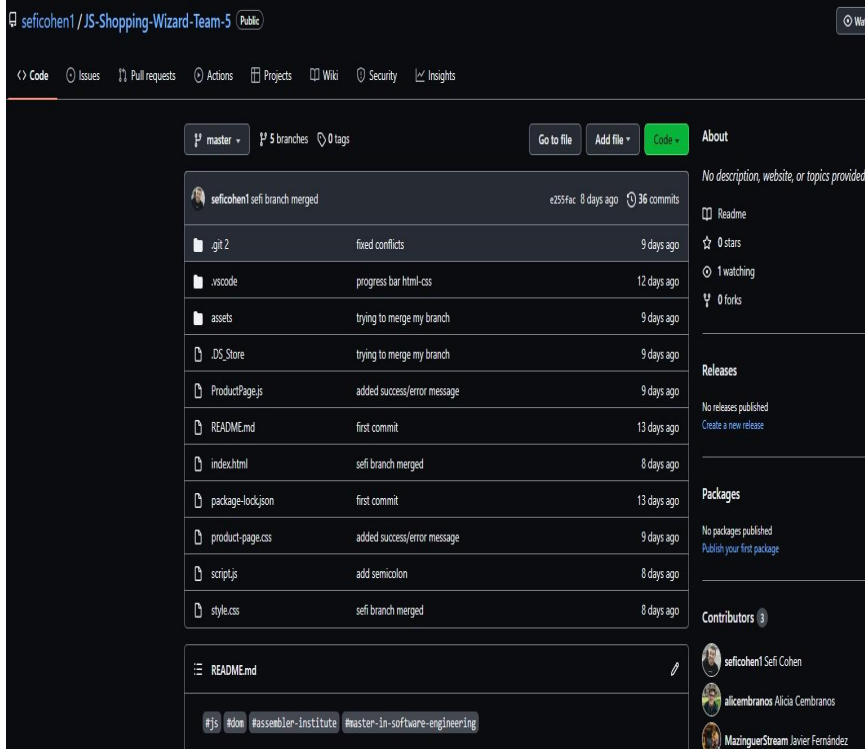 seficohen1 / JS-Shopping-Wizard-Team-5 Public
Code Issues Pull requests Actions Projects Wiki Security Insights
master 5 branches 0 tags Go to file Add file Code
seficohen1 sefi branch merged e255fac 8 days ago 36 commits
.git 2 fixed conflicts 9 days ago
.vscode progress bar html-css 12 days ago
assets trying to merge my branch 9 days ago
.DS_Store trying to merge my branch 9 days ago
ProductPage.js added success/error message 9 days ago
README.md first commit 13 days ago
index.html sefi branch merged 8 days ago
package-lock.json first commit 13 days ago
product-page.css added success/error message 9 days ago
script.js add semicolon 8 days ago
style.css sefi branch merged 8 days ago
README.md
#js #dom #assembler-institute #master-in-software-engineering
About
No description, website, or topics provided
Readme
0 stars
1 watching
0 forks
Releases
No releases published
Create a new release
Packages
No packages published
Publish your first package
Contributors 3
seficohen1 Sefi Cohen
alicembranos Alicia Cembranos
MazinguerStream Javier Fernández